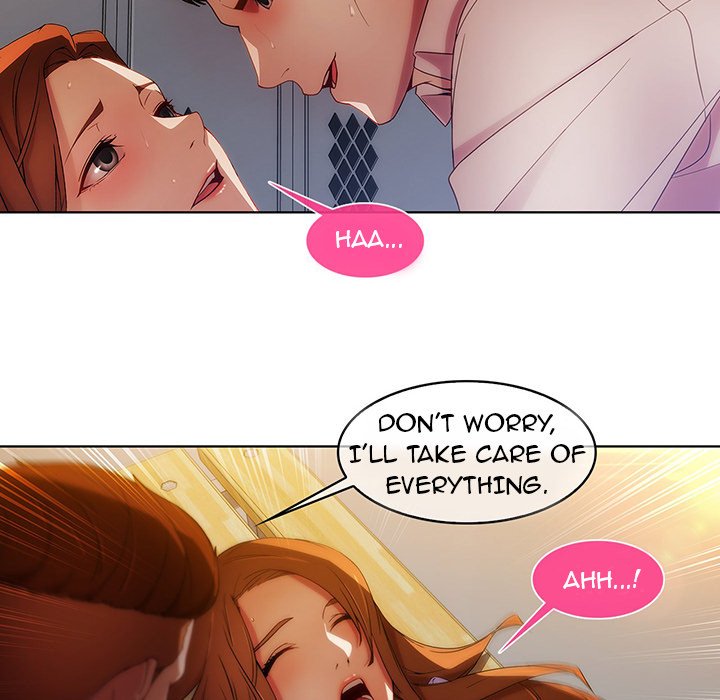 HAA...
DON'T WORRY,
I'LL TAKE CARE OF
EVERYTHING.
AHH...!